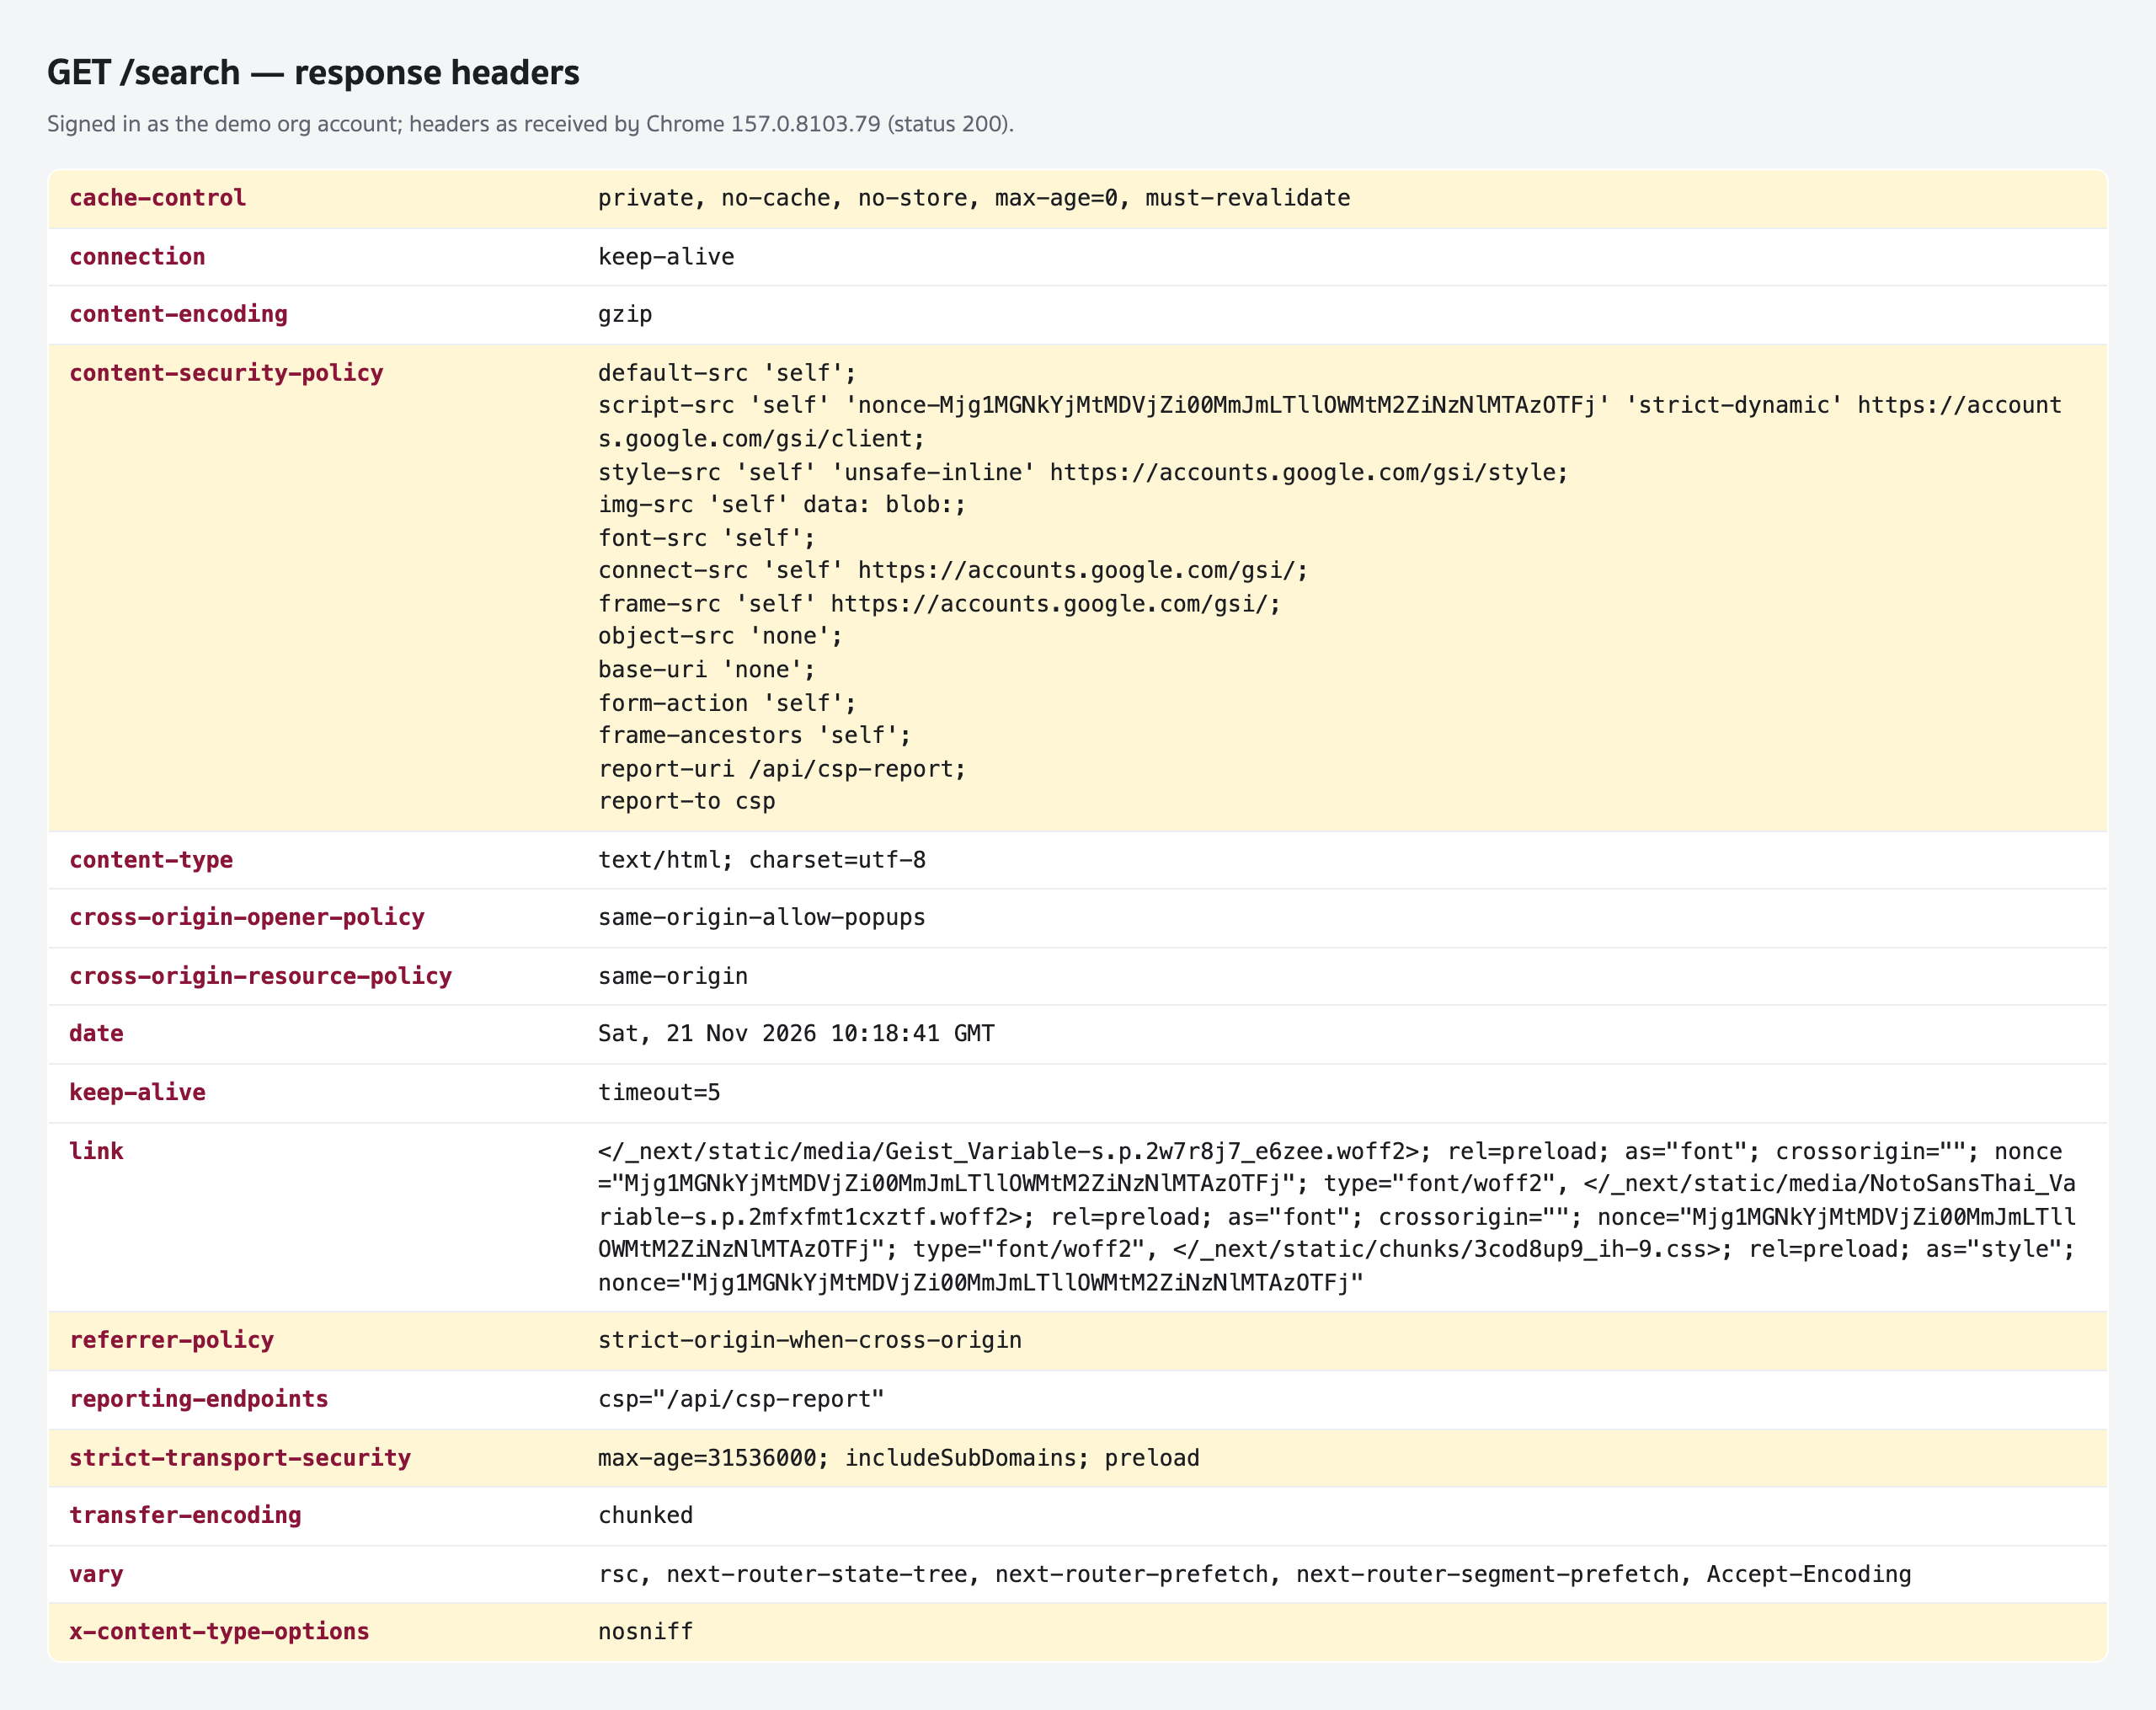 GET /search — response headers
Signed in as the demo org account; headers as received by Chrome 157.0.8103.79 (status 200).
cache-control private, no-cache, no-store, max-age=0, must-revalidate
connection keep-alive
content-encoding gzip
content-security-policy default-src 'self';
script-src 'self' 'nonce-Mjg1MGNkYjMtMDVjZi00MmJmLTllOWMtM2ZiNzNlMTAzOTFj' 'strict-dynamic' https://account
s.google.com/gsi/client;
style-src 'self' 'unsafe-inline' https://accounts.google.com/gsi/style;
img-src 'self' data: blob:;
font-src 'self';
connect-src 'self' https://accounts.google.com/gsi/;
frame-src 'self' https://accounts.google.com/gsi/;
object-src 'none';
base-uri 'none';
form-action 'self';
frame-ancestors 'self';
report-uri /api/csp-report;
report-to csp
content-type text/html; charset=utf-8
cross-origin-opener-policy same-origin-allow-popups
cross-origin-resource-policy same-origin
date Sat, 21 Nov 2026 10:18:41 GMT
keep-alive timeout=5
link </_next/static/media/Geist_Variable-s.p.2w7r8j7_e6zee.woff2>; rel=preload; as="font"; crossorigin=""; nonce
="Mjg1MGNkYjMtMDVjZi00MmJmLTllOWMtM2ZiNzNlMTAzOTFj"; type="font/woff2", </_next/static/media/NotoSansThai_Va
riable-s.p.2mfxfmt1cxztf.woff2>; rel=preload; as="font"; crossorigin=""; nonce="Mjg1MGNkYjMtMDVjZi00MmJmLTll
OWMtM2ZiNzNlMTAzOTFj"; type="font/woff2", </_next/static/chunks/3cod8up9_ih-9.css>; rel=preload; as="style";
nonce="Mjg1MGNkYjMtMDVjZi00MmJmLTllOWMtM2ZiNzNlMTAzOTFj"
referrer-policy strict-origin-when-cross-origin
reporting-endpoints csp="/api/csp-report"
strict-transport-security max-age=31536000; includeSubDomains; preload
transfer-encoding chunked
vary rsc, next-router-state-tree, next-router-prefetch, next-router-segment-prefetch, Accept-Encoding
x-content-type-options nosniff